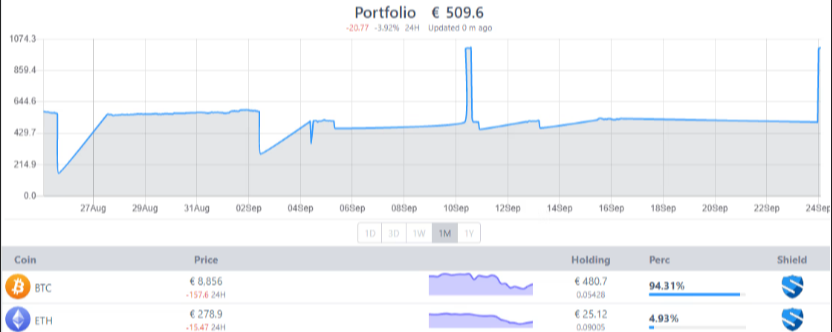 Portfolio € 509.6
-20.77 -3.92% 24H Updated 0 m ago
1074.3
859.4
644.6
429.7
214.9
0.0
27Aug 29Aug 31Aug 02Sep 04Sep 06Sep 08Sep 10Sep 12Sep 14Sep 16Sep 18Sep 20Sep 22Sep 24Sep
1D 3D 1W 1M 1Y
Coin Price Holding Perc Shield
BTC € 8,856 € 480.7 94.31%
-157.6 24H 0.05428
ETH € 278.9 € 25.12 4.93%
-15.47 24H 0.09005